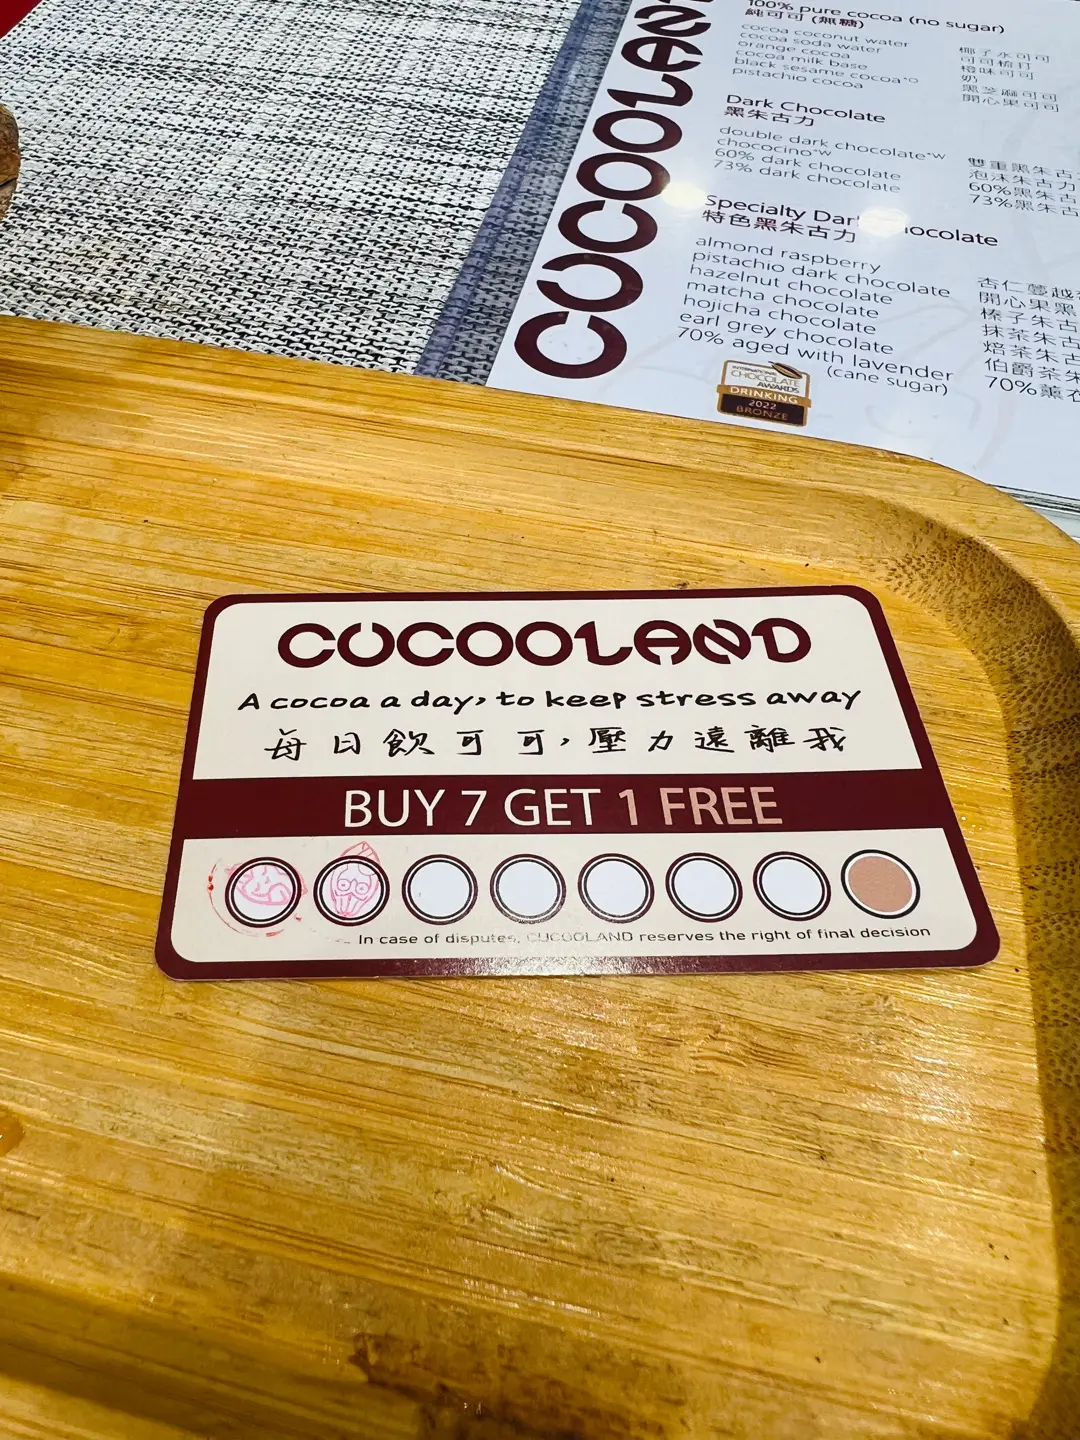 COCOOLAN
100% pure cocoa (no sugar)
純可可 (無糖)
cocoa coconut water
cocoa soda water
orange cocoa
cocoa milk base
black sesame cocoa*○
pistachio cocoa
椰子水可可
可可梳打
橙味可可
奶
黑芝麻可可
開心果可可
Dark Chocolate
黑朱古力
double dark chocolate*w
chococino*w
60% dark chocolate
73% dark chocolate
雙重黑朱古
泡沫朱古力
60%黑朱古
73%黑朱古
Specialty Dar hocolate
特色黑朱古力
almond raspberry
pistachio dark chocolate
hazelnut chocolate
matcha chocolate
hojicha chocolate
earl grey chocolate
70% aged with lavender
(cane sugar)
杏仁蔓越
開心果黑
榛子朱古
抹茶朱古
焙茶朱古
伯爵茶朱
70%薰衣
INTERNATIONAL
CHOCOLATE
AWARDS
DRINKING
2022
BRONZE
CUCOOLAND
A cocoa a day, to keep stress away
每日飲可可,壓力遠離我
BUY 7 GET 1 FREE
In case of disputes, CUCOOLAND reserves the right of final decision